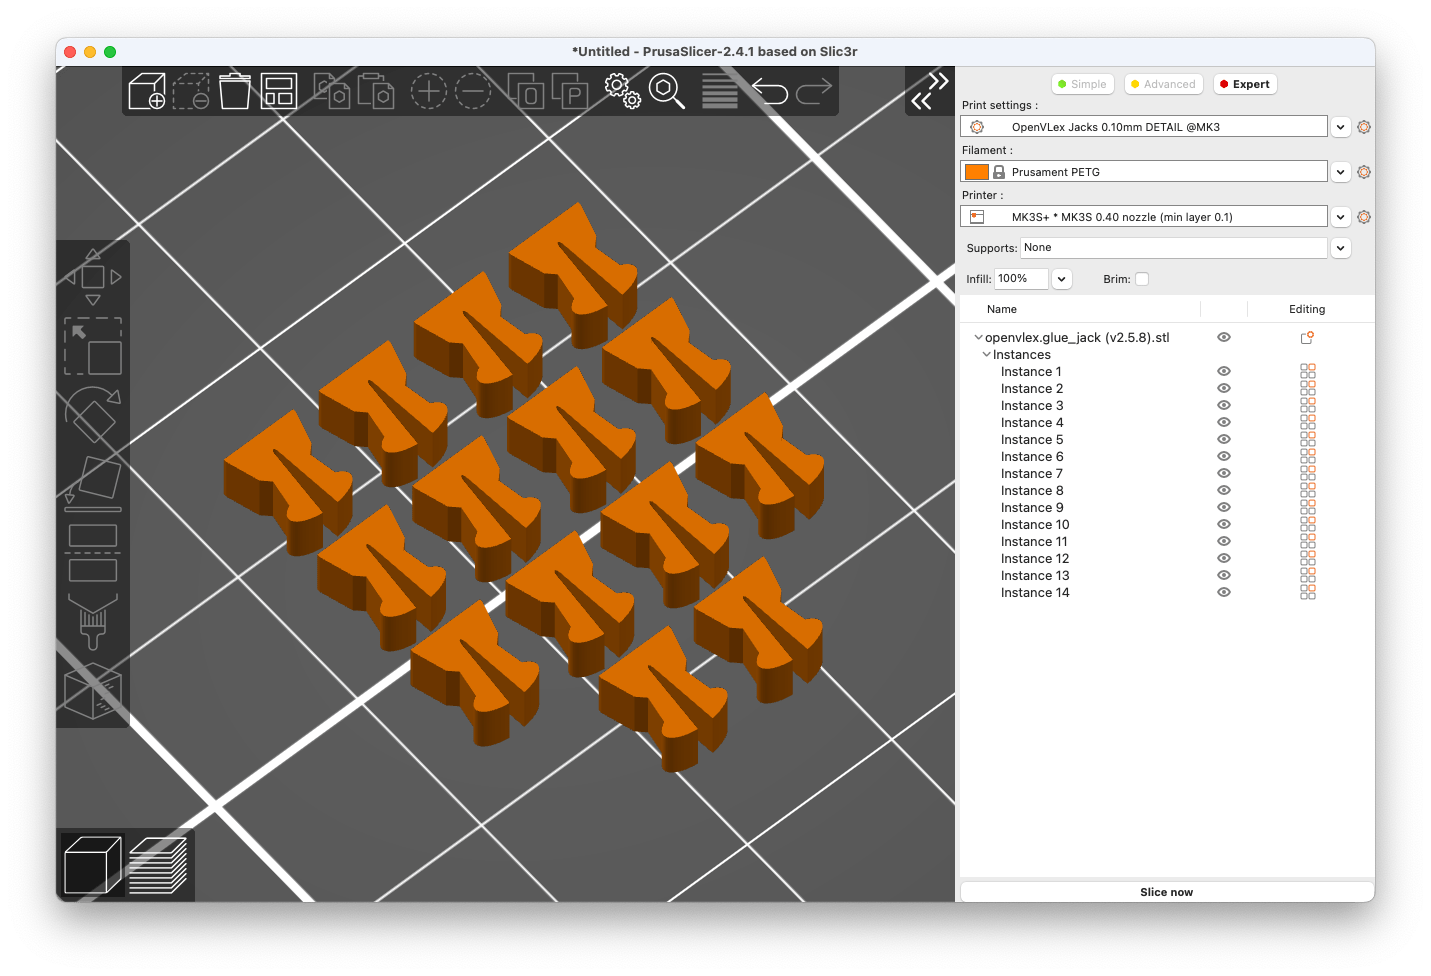 *Untitled - PrusaSlicer-2.4.1 based on Slic3r
Simple
Advanced
Expert
Print settings :
OpenVLex Jacks 0.10mm DETAIL @MK3
Filament :
Prusament PETG
Printer :
MK3S+ * MK3S 0.40 nozzle (min layer 0.1)
Supports: None
Infill: 100%
Brim:
Name
Editing
openvlex.glue_jack (v2.5.8).stl
Instances
Instance 1
Instance 2
Instance 3
Instance 4
Instance 5
Instance 6
Instance 7
Instance 8
Instance 9
Instance 10
Instance 11
Instance 12
Instance 13
Instance 14
Slice now